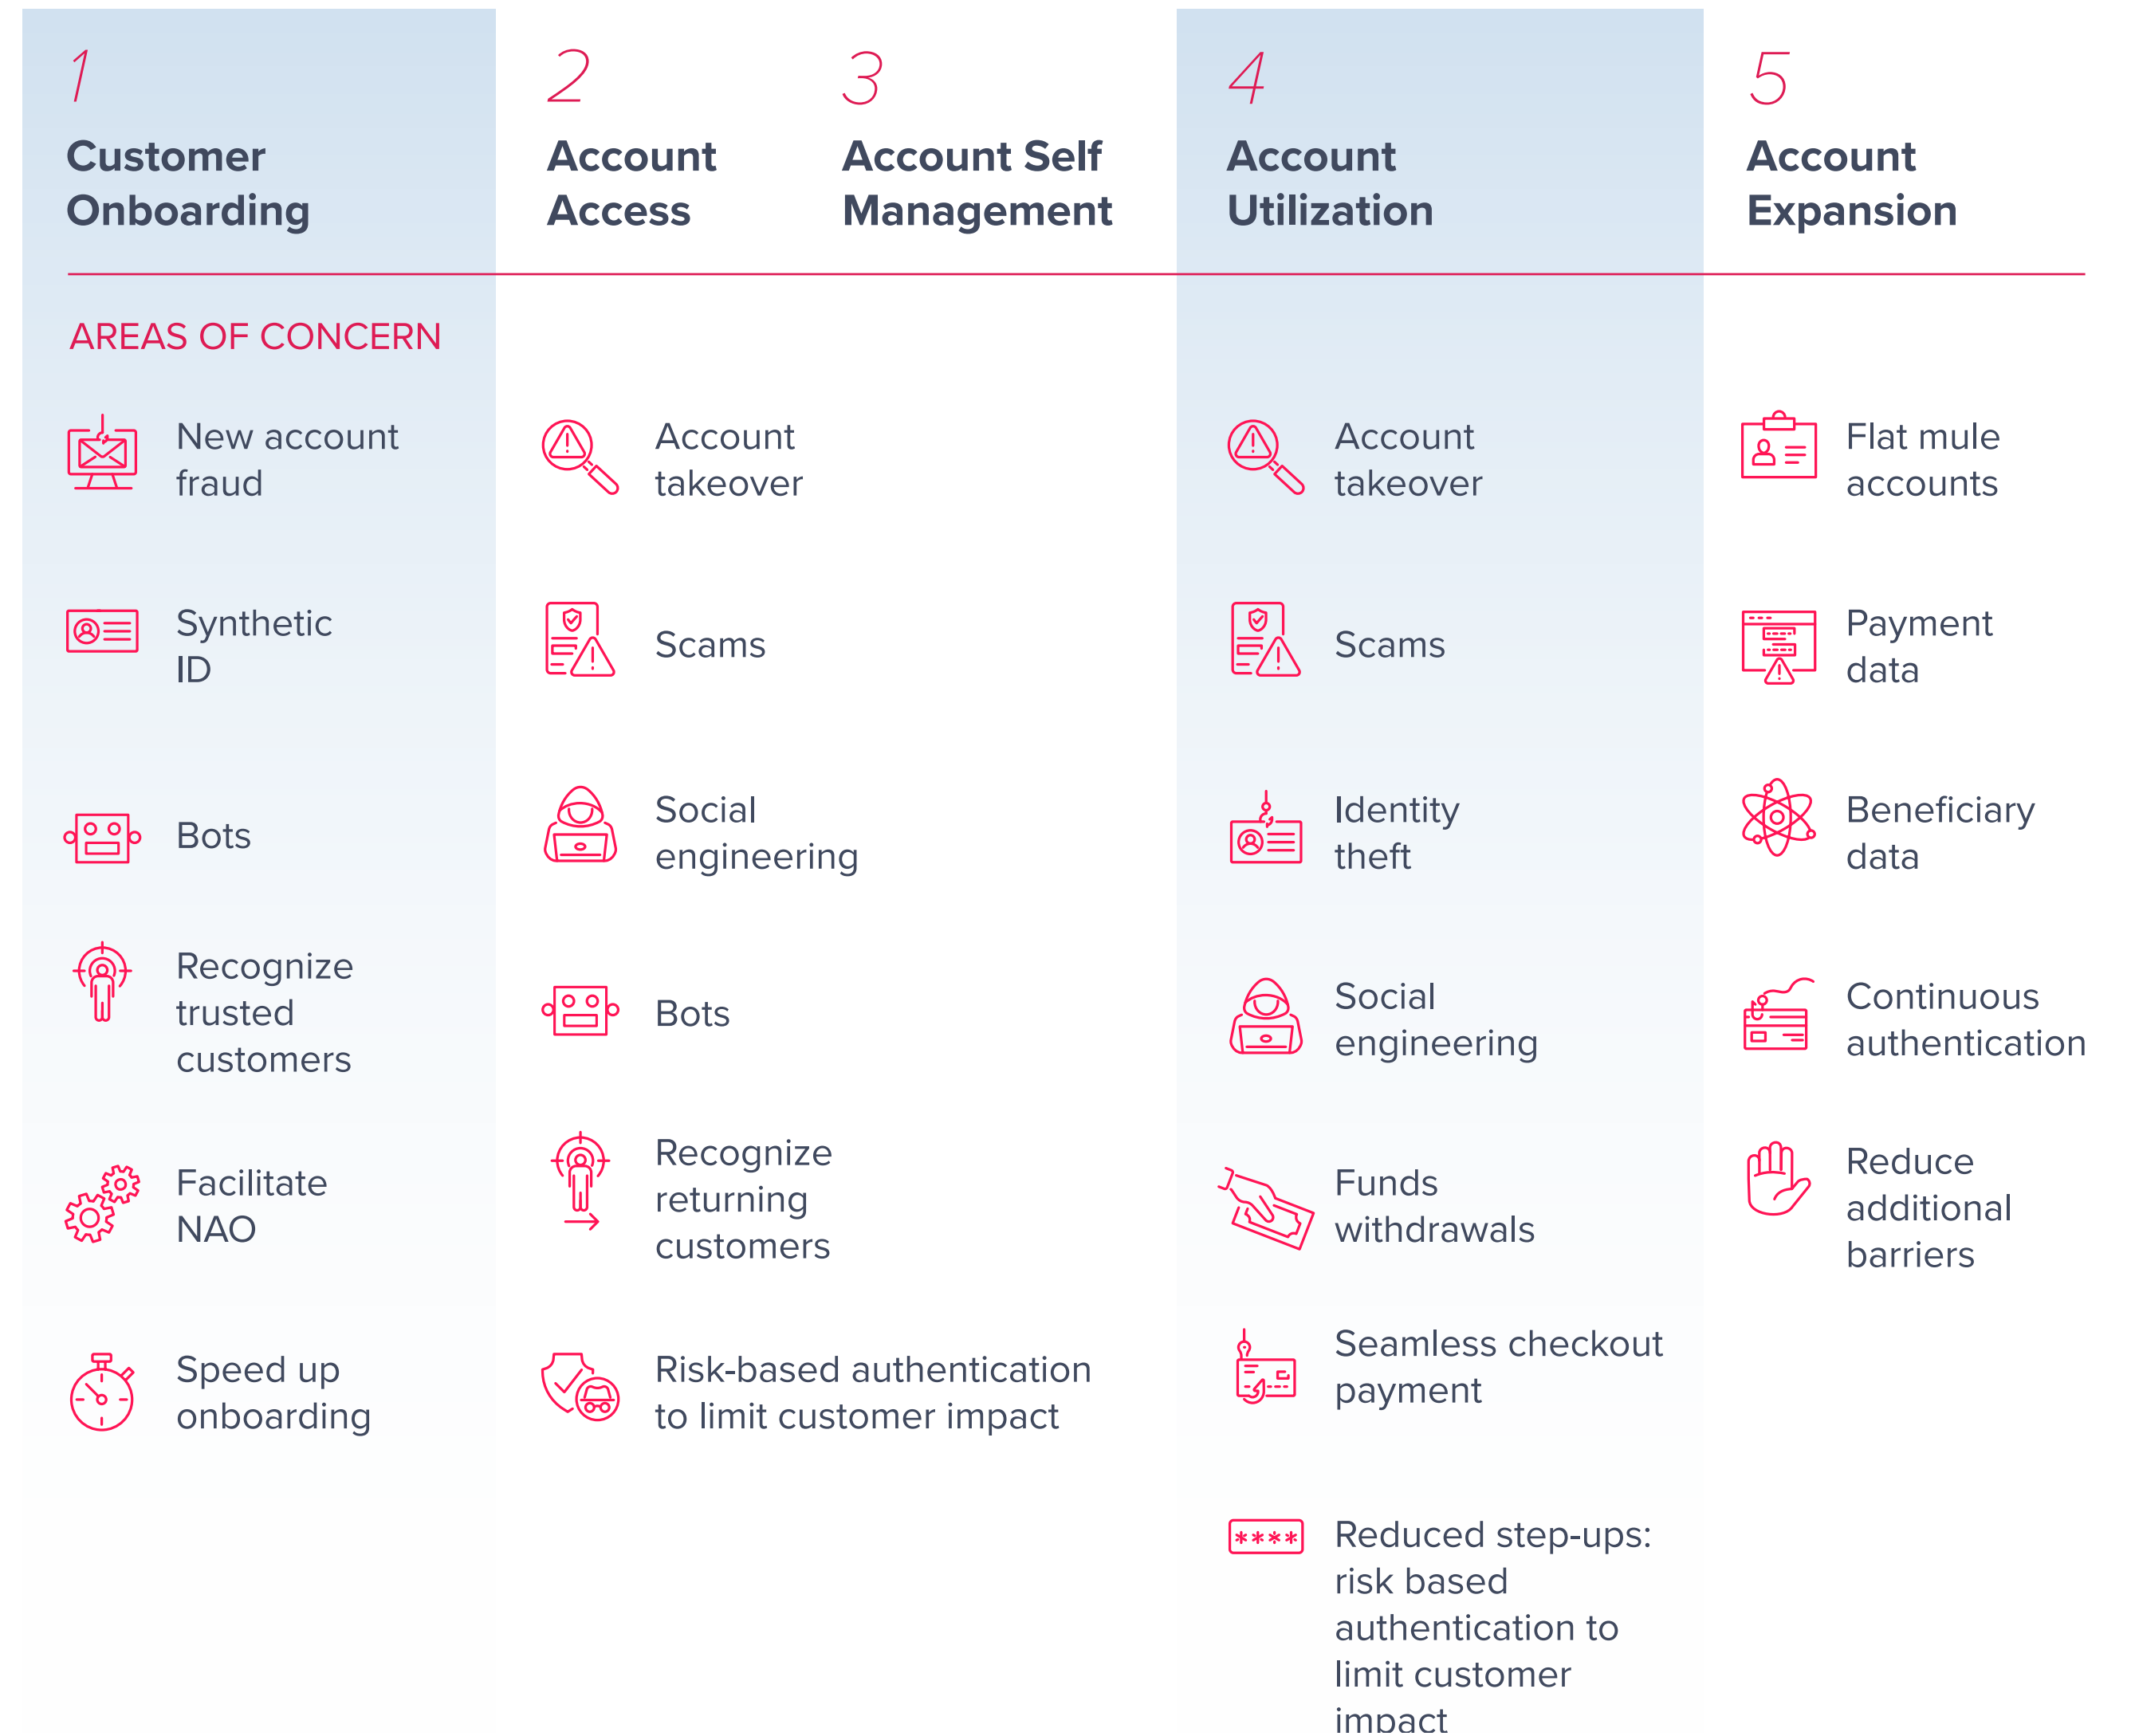 1
Customer
Onboarding
2
Account
Access
3
Account Self
Management
4
Account
Utilization
5
Account
Expansion
AREAS OF CONCERN
New account
fraud
Synthetic
ID
Bots
Recognize
trusted
customers
Facilitate
NAO
Speed up
onboarding
Account
takeover
Scams
Social
engineering
Bots
Recognize
returning
customers
Risk-based authentication
to limit customer impact
Account
takeover
Scams
Identity
theft
Social
engineering
Funds
withdrawals
Seamless checkout
payment
****
Reduced step-ups:
risk based
authentication to
limit customer
impact
Flat mule
accounts
Payment
data
Beneficiary
data
Continuous
authentication
Reduce
additional
barriers